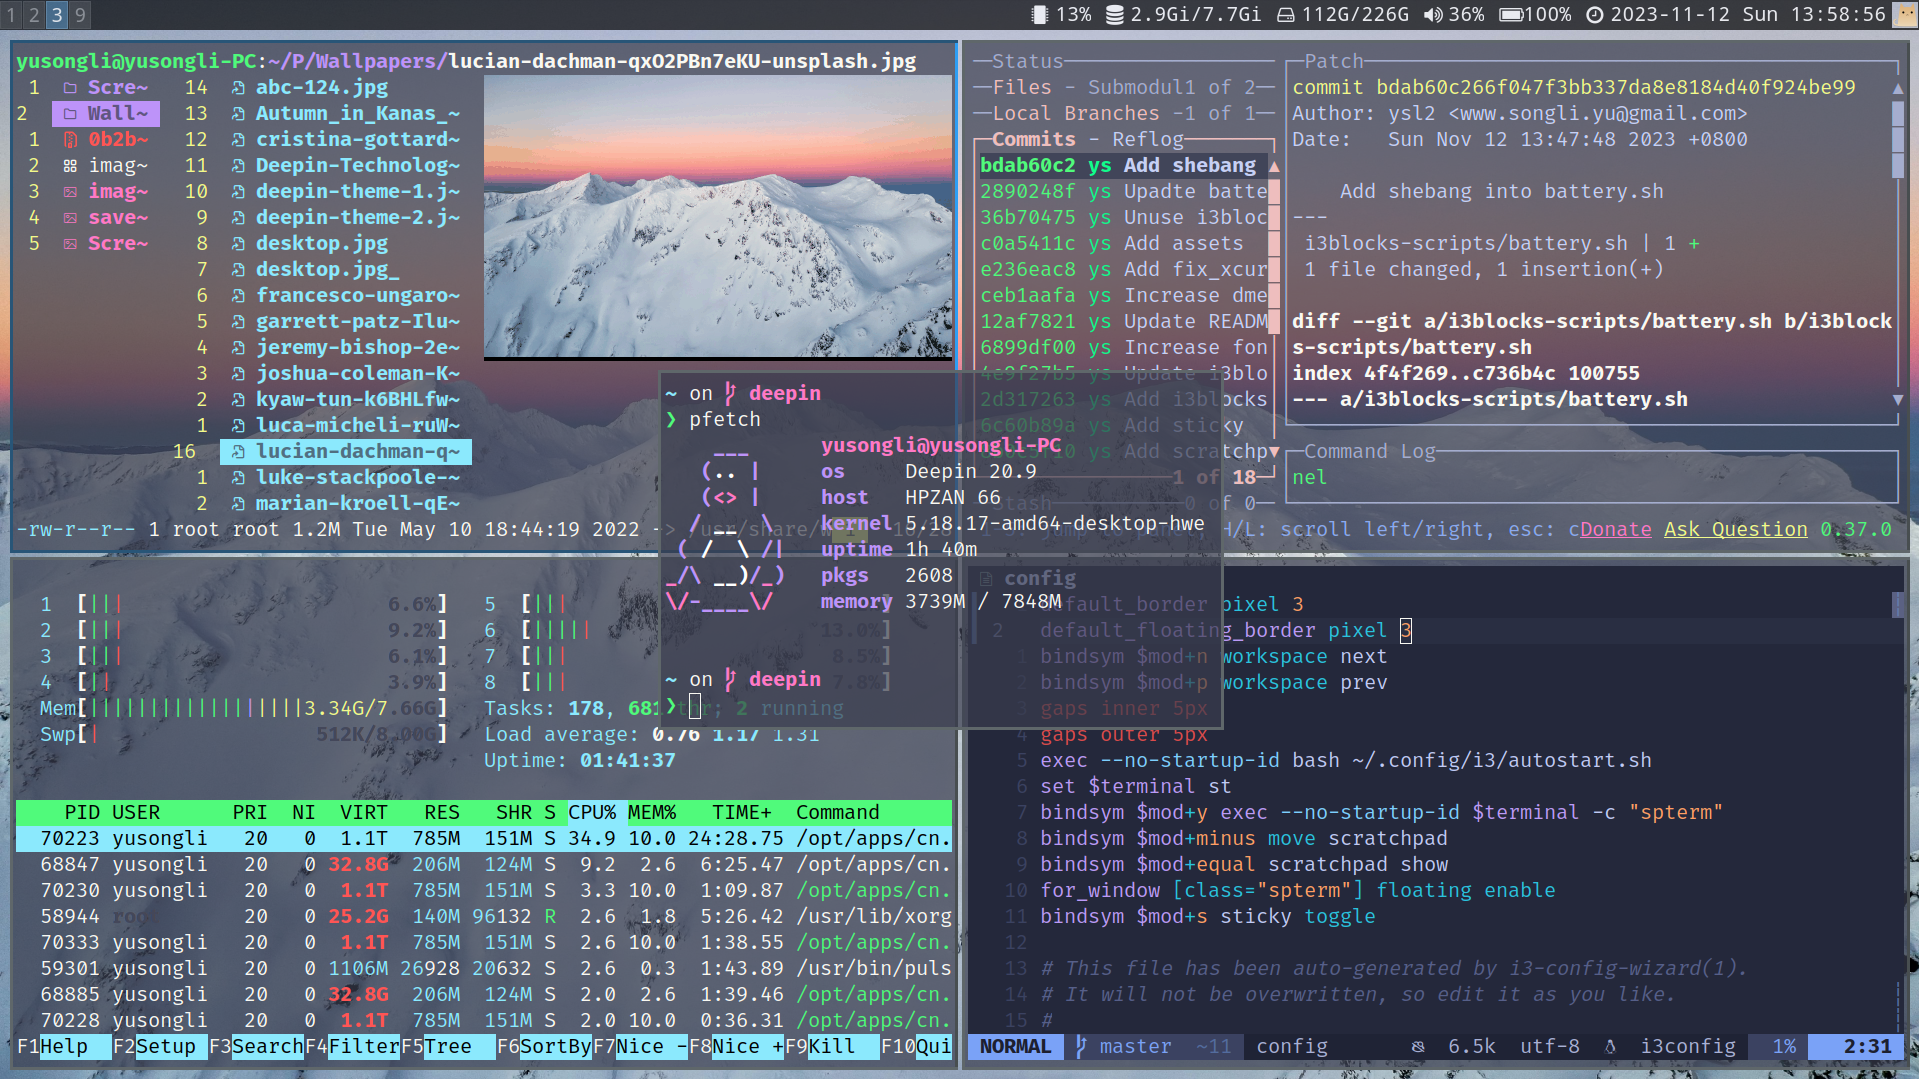 1 2 3 9
13% 2.9Gi/7.7Gi 112G/226G 36% 100% 2023-11-12 Sun 13:58:56
yusongli@yusongli-PC:~/P/Wallpapers/lucian-dachman-qxO2PBn7eKU-unsplash.jpg
1 Scre~ 14 abc-124.jpg
2 Wall~ 13 Autumn_in_Kanas_~
1 0b2b~ 12 cristina-gottard~
2 imag~ 11 Deepin-Technolog~
3 imag~ 10 deepin-theme-1.j~
4 save~ 9 deepin-theme-2.j~
5 Scre~ 8 desktop.jpg
7 desktop.jpg_
6 francesco-ungaro~
5 garrett-patz-Ilu~
4 jeremy-bishop-2e~
3 joshua-coleman-K~
2 kyaw-tun-k6BHLfw~
1 luca-micheli-ruW~
16 lucian-dachman-q~
1 luke-stackpoole-~
2 marian-kroell-qE~
-rw-r--r-- 1 root root 1.2M Tue May 10 18:44:19 2022 -> /usr/share/w
Status
Files - Submodul1 of 2
Local Branches -1 of 1
Commits - Reflog
bdab60c2 ys Add shebang
2890248f ys Upadte batte
36b70475 ys Unuse i3bloc
c0a5411c ys Add assets
e236eac8 ys Add fix_xcur
ceb1aafa ys Increase dme
12af7821 ys Update READM
6899df00 ys Increase fon
4e9f27b5 ys Update i3blo
2d317263 ys Add i3blocks
6c60b89a ys Add sticky
ys Add scratchp
1 of 18
Stash 0 of 0
Patch
commit bdab60c266f047f3bb337da8e8184d40f924be99
Author: ysl2 <www.songli.yu@gmail.com>
Date: Sun Nov 12 13:47:48 2023 +0800
Add shebang into battery.sh
---
i3blocks-scripts/battery.sh | 1 +
1 file changed, 1 insertion(+)
diff --git a/i3blocks-scripts/battery.sh b/i3block
s-scripts/battery.sh
index 4f4f269..c736b4c 100755
--- a/i3blocks-scripts/battery.sh
Command Log
nel
H/L: scroll left/right, esc: cDonate Ask Question 0.37.0
~ on deepin
❯ pfetch
yusongli@yusongli-PC
os Deepin 20.9
host HPZAN 66
kernel 5.18.17-amd64-desktop-hwe
uptime 1h 40m
pkgs 2608
memory 3739M / 7848M
~ on deepin
❯
1 [||| 6.6%] 5 [|||
2 [||| 9.2%] 6 [||||| 13.0%]
3 [||| 6.1%] 7 [||| 8.5%]
4 [|| 3.9%] 8 [||| 7.8%]
Mem[||||||||||||||||||3.34G/7.66G] Tasks: 178, 681 thr; 2 running
Swp[| 512K/8.00G] Load average: 0.76 1.17 1.31
Uptime: 01:41:37
PID USER PRI NI VIRT RES SHR S CPU% MEM% TIME+ Command
70223 yusongli 20 0 1.1T 785M 151M S 34.9 10.0 24:28.75 /opt/apps/cn.
68847 yusongli 20 0 32.8G 206M 124M S 9.2 2.6 6:25.47 /opt/apps/cn.
70230 yusongli 20 0 1.1T 785M 151M S 3.3 10.0 1:09.87 /opt/apps/cn.
58944 root 20 0 25.2G 140M 96132 R 2.6 1.8 5:26.42 /usr/lib/xorg
70333 yusongli 20 0 1.1T 785M 151M S 2.6 10.0 1:38.55 /opt/apps/cn.
59301 yusongli 20 0 1106M 26928 20632 S 2.6 0.3 1:43.89 /usr/bin/puls
68885 yusongli 20 0 32.8G 206M 124M S 2.0 2.6 1:39.46 /opt/apps/cn.
70228 yusongli 20 0 1.1T 785M 151M S 2.0 10.0 0:36.31 /opt/apps/cn.
F1Help F2Setup F3SearchF4FilterF5Tree F6SortByF7Nice -F8Nice +F9Kill F10Qui
config
default_border pixel 3
2 default_floating_border pixel 3
1 bindsym $mod+n workspace next
2 bindsym $mod+p workspace prev
3 gaps inner 5px
4 gaps outer 5px
5 exec --no-startup-id bash ~/.config/i3/autostart.sh
6 set $terminal st
7 bindsym $mod+y exec --no-startup-id $terminal -c "spterm"
8 bindsym $mod+minus move scratchpad
9 bindsym $mod+equal scratchpad show
10 for_window [class="spterm"] floating enable
11 bindsym $mod+s sticky toggle
12
13 # This file has been auto-generated by i3-config-wizard(1).
14 # It will not be overwritten, so edit it as you like.
15 #
NORMAL master ~11 config 6.5k utf-8 i3config 1% 2:31